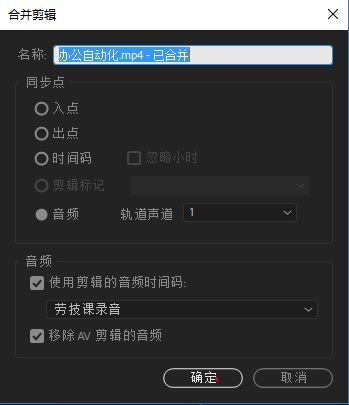 合并剪辑
名称: 办公自动化.mp4 - 已合并
同步点
入点
出点
时间码 忽略小时
剪辑标记
音频 轨道声道 1
音频
使用剪辑的音频时间码:
劳技课录音
移除 AV 剪辑的音频
确定 取消